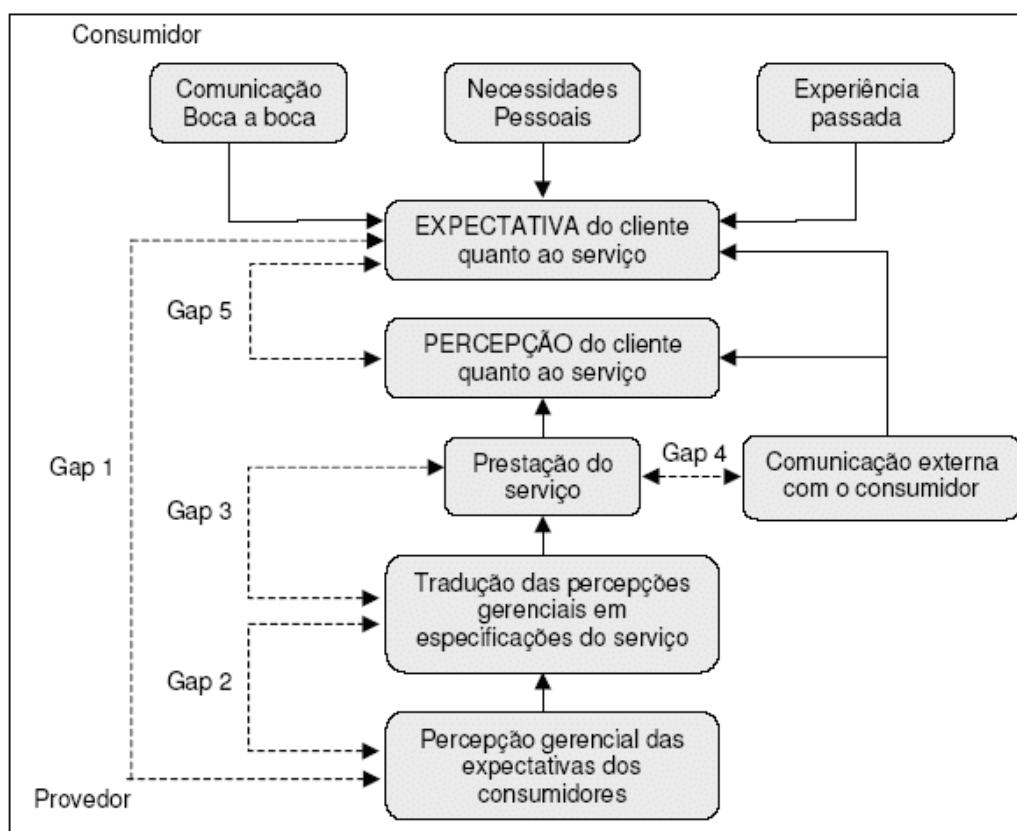 Consumidor
Comunicação
Boca a boca
Necessidades
Pessoais
Experiência
passada
EXPECTATIVA do cliente
quanto ao serviço
Gap 5
PERCEPÇÃO do cliente
quanto ao serviço
Gap 1
Prestação do
serviço
Gap 4
Comunicação externa
com o consumidor
Gap 3
Tradução das percepções
gerenciais em
especificações do serviço
Gap 2
Percepção gerencial das
expectativas dos
consumidores
Provedor